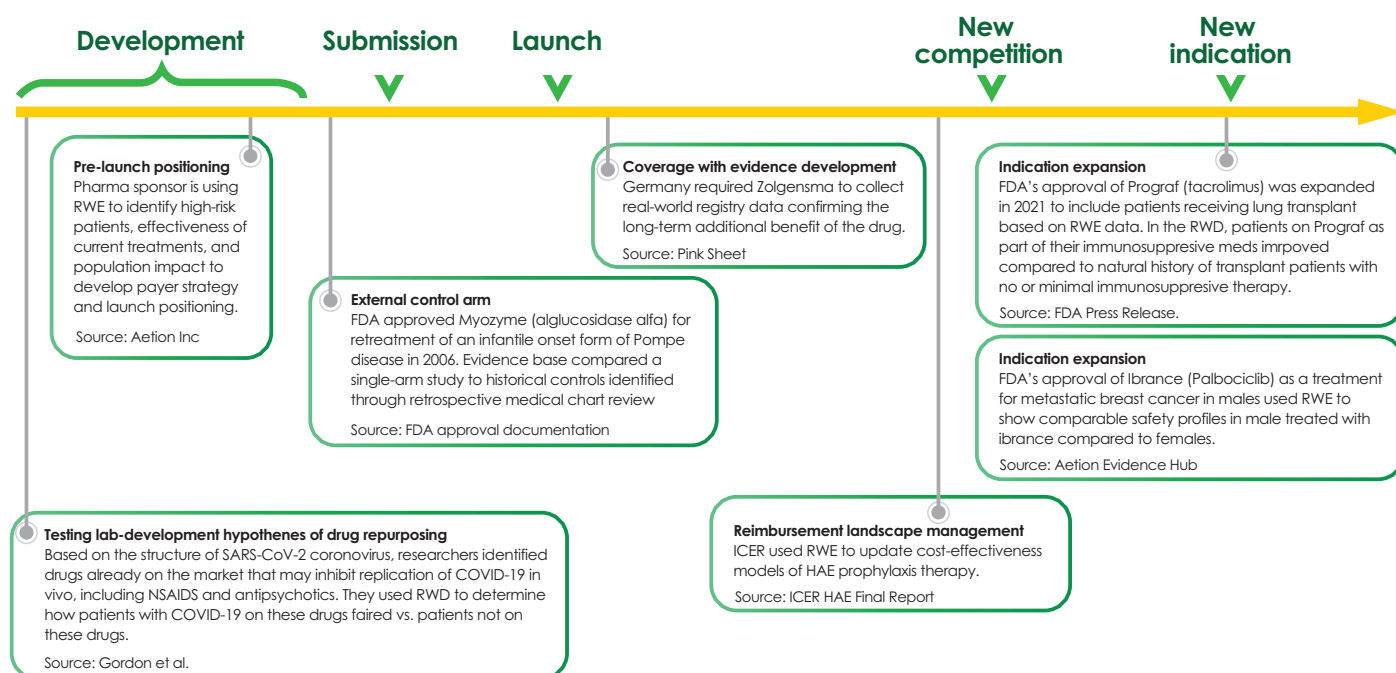 Development
Submission
Launch
New
competition
New
indication
Pre-launch positioning
Pharma sponsor is using
RWE to identify high-risk
patients, effectiveness of
current treatments, and
population impact to
develop payer strategy
and launch positioning.
Source: Aetion Inc
Coverage with evidence development
Germany required Zolgensma to collect
real-world registry data confirming the
long-term additional benefit of the drug.
Source: Pink Sheet
Indication expansion
FDA's approval of Prograf (tacrolimus) was expanded
in 2021 to include patients receiving lung transplant
based on RWE data. In the RWD, patients on Prograf as
part of their immunosuppresive meds imrpoved
compared to natural history of transplant patients with
no or minimal immunosuppresive therapy.
Source: FDA Press Release.
External control arm
FDA approved Myozyme (alglucosidase alfa) for
retreatment of an infantile onset form of Pompe
disease in 2006. Evidence base compared a
single-arm study to historical controls identified
through retrospective medical chart review
Source: FDA approval documentation
Indication expansion
FDA's approval of Ibrance (Palbociclib) as a treatment
for metastatic breast cancer in males used RWE to
show comparable safety profiles in male treated with
ibrance compared to females.
Source: Aetion Evidence Hub
Testing lab-development hypothenes of drug repurposing
Based on the structure of SARS-CoV-2 coronovirus, researchers identified
drugs already on the market that may inhibit replication of COVID-19 in
vivo, including NSAIDS and antipsychotics. They used RWD to determine
how patients with COVID-19 on these drugs faired vs. patients not on
these drugs.
Source: Gordon et al.
Reimbursement landscape management
ICER used RWE to update cost-effectiveness
models of HAE prophylaxis therapy.
Source: ICER HAE Final Report